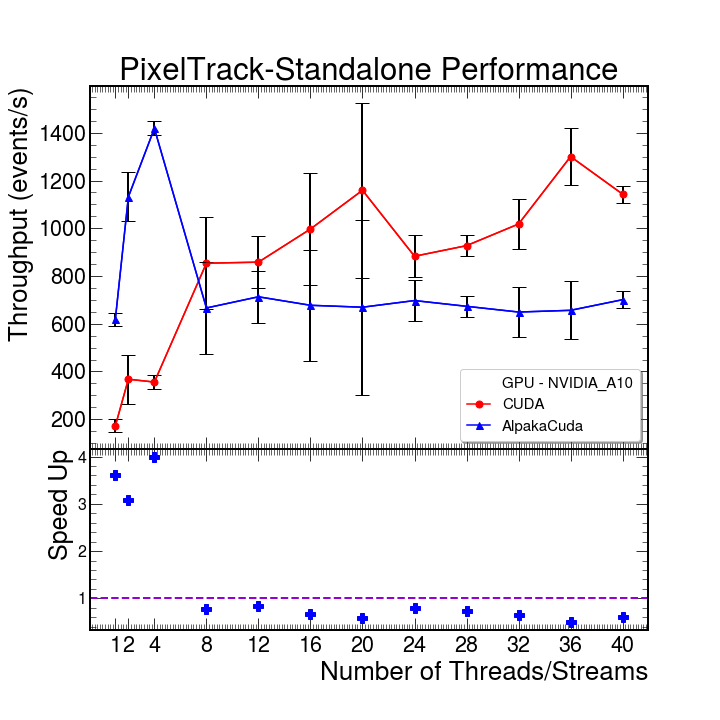 PixelTrack-Standalone Performance
Throughput (events/s)
1400
1200
1000
800
600
400
200
GPU - NVIDIA_A10
CUDA
AlpakaCuda
Speed Up
4
3
2
1
1 2 4 8 12 16 20 24 28 32 36 40
Number of Threads/Streams